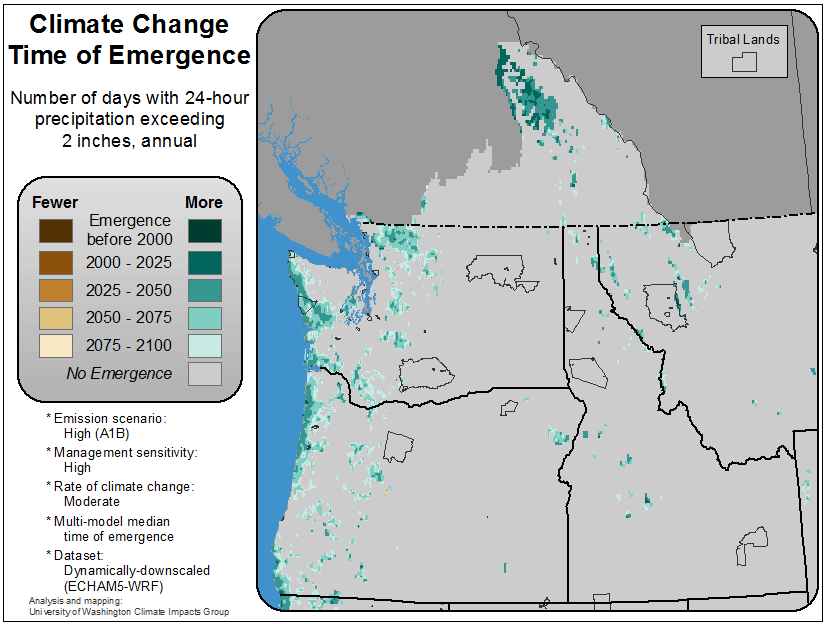 Climate Change
Time of Emergence
Number of days with 24-hour
precipitation exceeding
2 inches, annual
Fewer
More
Emergence
before 2000
2000 - 2025
2025 - 2050
2050 - 2075
2075 - 2100
No Emergence
* Emission scenario:
High (A1B)
* Management sensitivity:
High
* Rate of climate change:
Moderate
* Multi-model median
time of emergence
* Dataset:
Dynamically-downscaled
(ECHAM5-WRF)
Analysis and mapping:
University of Washington Climate Impacts Group
Tribal Lands